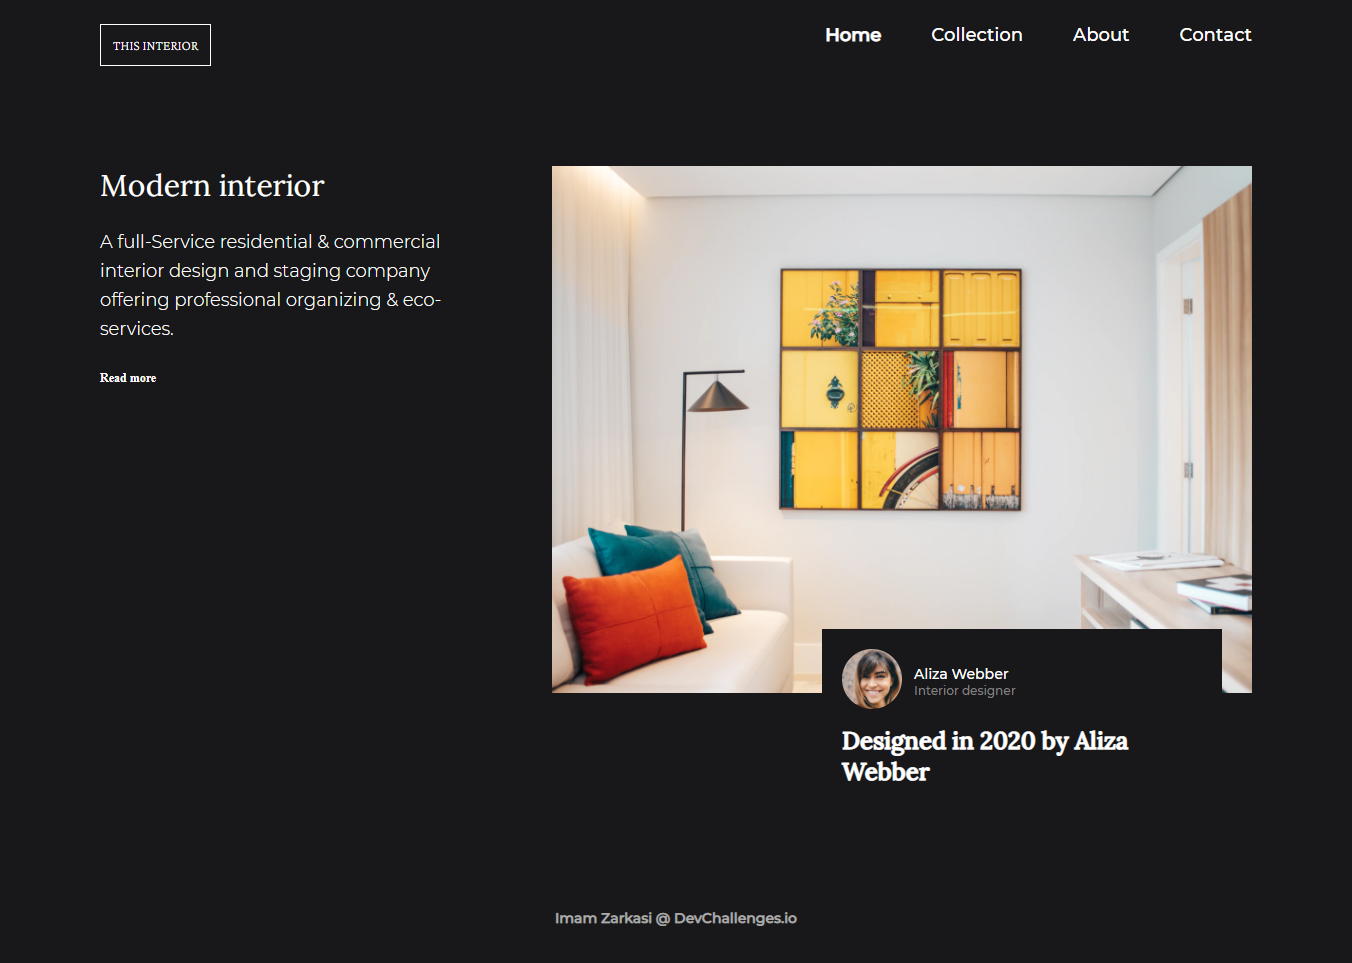 THIS INTERIOR
Home Collection About Contact
Modern interior
A full-Service residential & commercial
interior design and staging company
offering professional organizing & eco-
services.
Read more
Aliza Webber
Interior designer
Designed in 2020 by Aliza
Webber
Imam Zarkasi @ DevChallenges.io